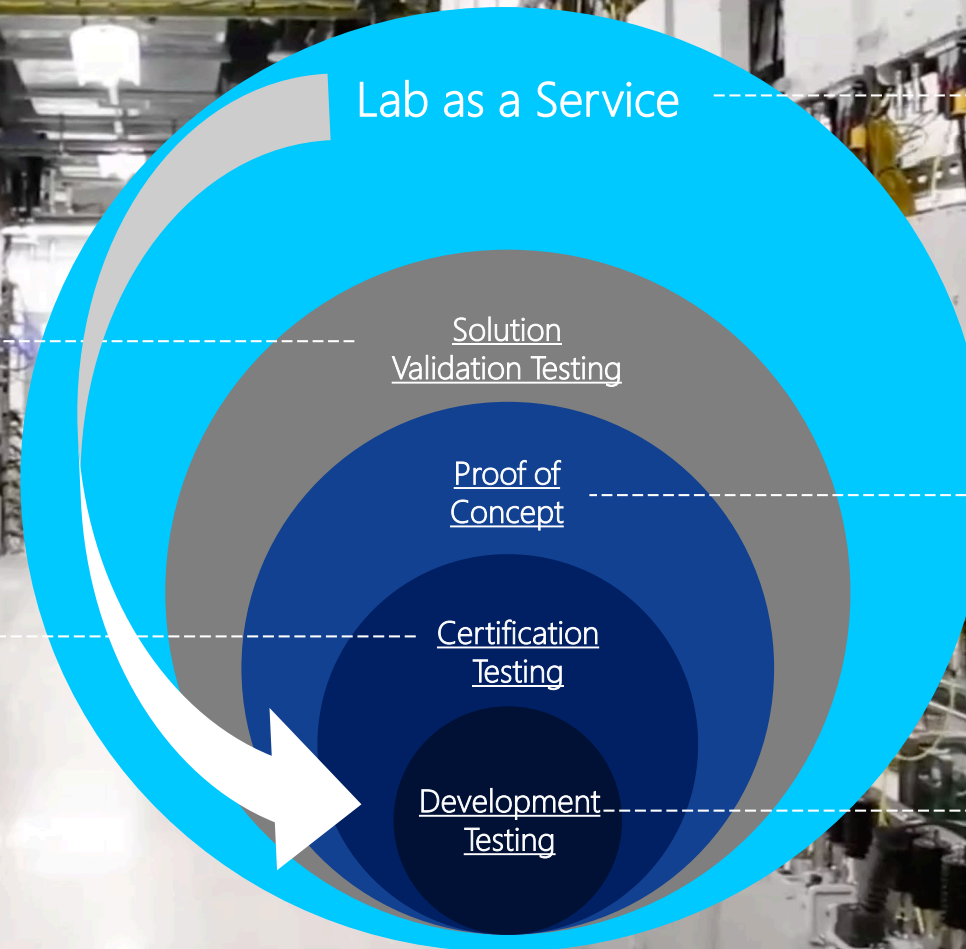 Lab as a Service
Solution
Validation Testing
Proof of
Concept
Certification
Testing
Development
Testing